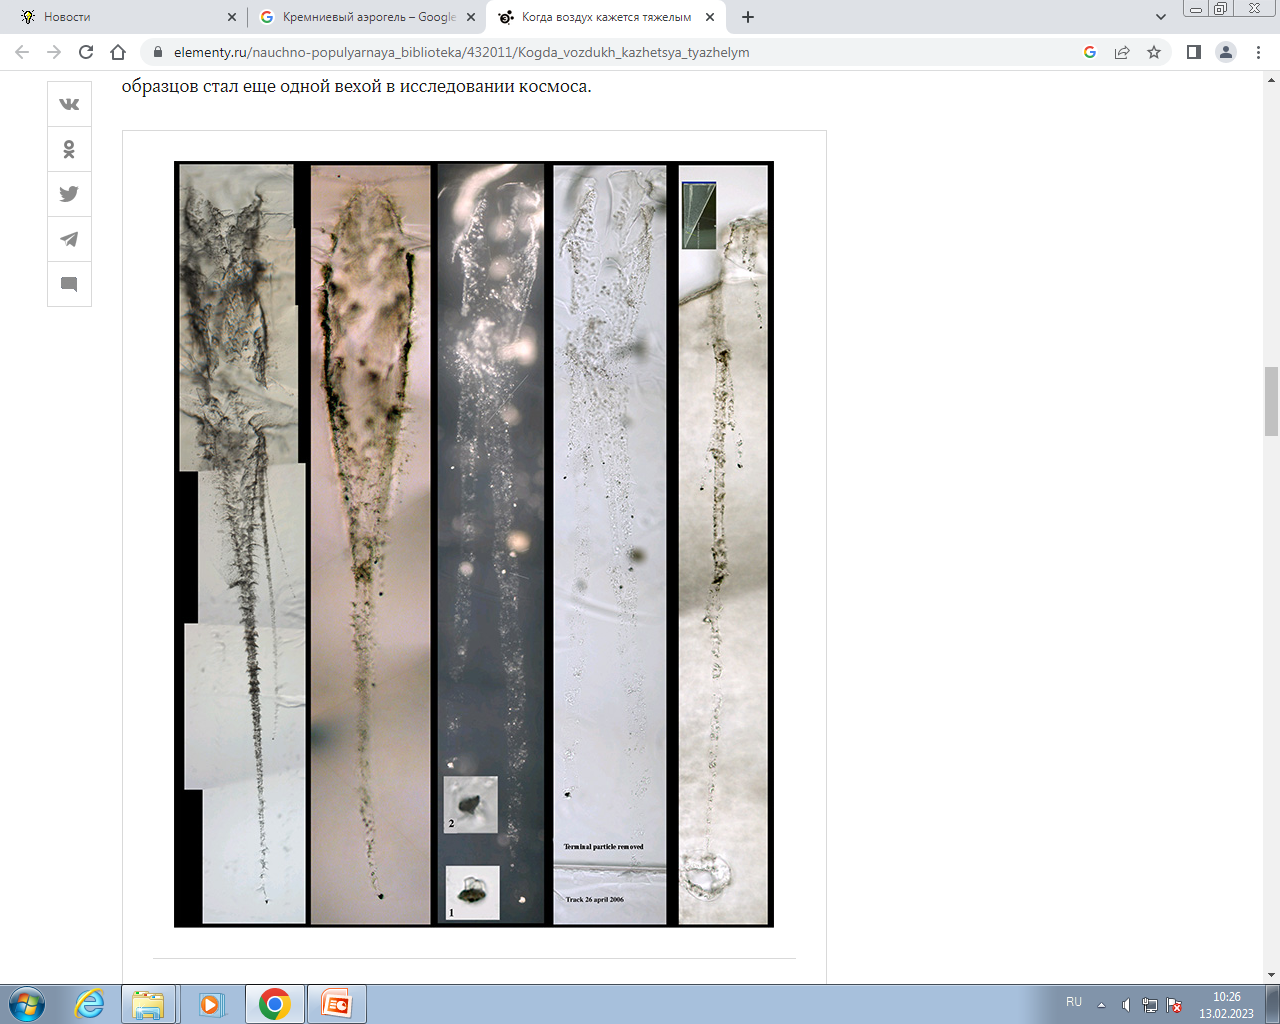 Новости
Кремниевый аэрогель – Google
Когда воздух кажется тяжелым
elementy.ru/nauchno-populyarnaya_biblioteka/432011/Kogda_vozdukh_kazhetsya_tyazhelym
образцов стал еще одной вехой в исследовании космоса.
2
1
Terminal particle removed
Track 26 april 2006
RU
10:26
13.02.2023